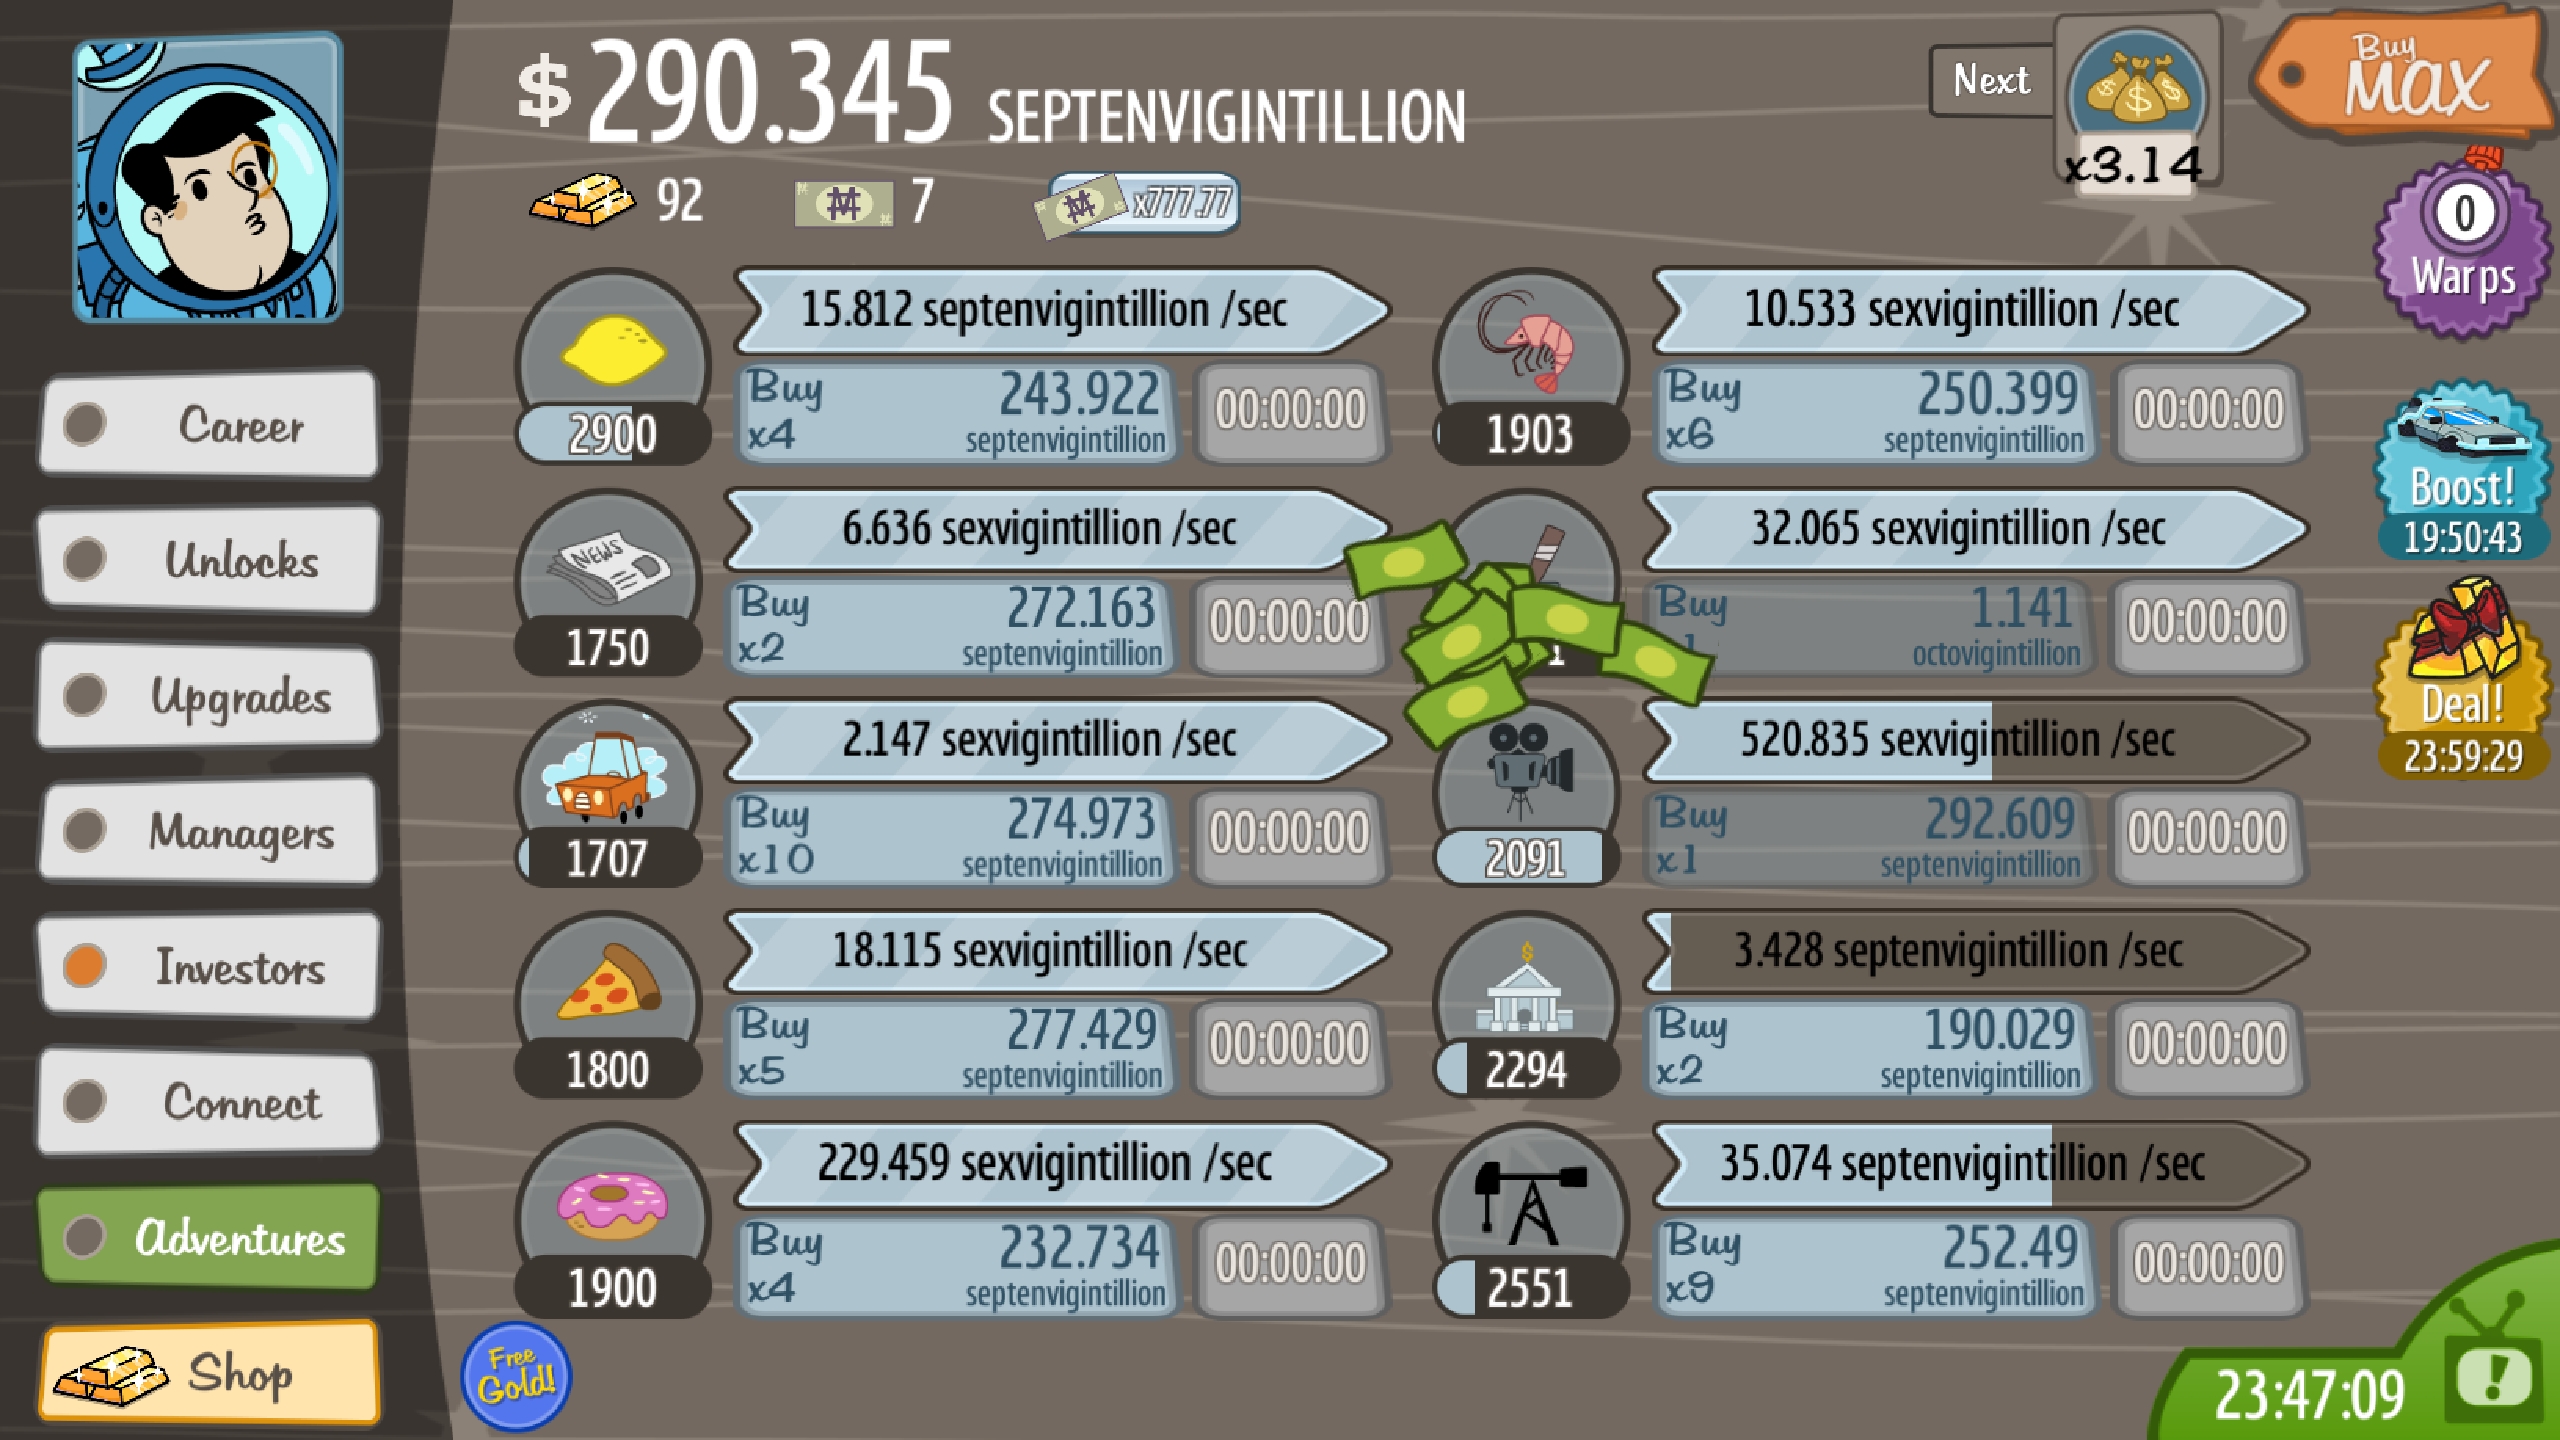 $290.345 SEPTENVIGINTILLION
Next
x3.14
Buy
MAX
92
7
x777.77
0
Warps
Boost!
19:50:43
Deal!
23:59:29
Career
Unlocks
Upgrades
Managers
Investors
Connect
Adventures
Shop
15.812 septenvigintillion /sec
2900
Buy
x4
243.922
septenvigintillion
00:00:00
10.533 sexvigintillion /sec
1903
Buy
x6
250.399
septenvigintillion
00:00:00
NEWS
6.636 sexvigintillion /sec
1750
Buy
x2
272.163
septenvigintillion
00:00:00
32.065 sexvigintillion /sec
Buy
1.141
octovigintillion
00:00:00
2.147 sexvigintillion /sec
1707
Buy
x10
274.973
septenvigintillion
00:00:00
520.835 sexvigintillion /sec
2091
Buy
x1
292.609
septenvigintillion
00:00:00
18.115 sexvigintillion /sec
1800
Buy
x5
277.429
septenvigintillion
00:00:00
3.428 septenvigintillion /sec
2294
Buy
x2
190.029
septenvigintillion
00:00:00
229.459 sexvigintillion /sec
1900
Buy
x4
232.734
septenvigintillion
00:00:00
35.074 septenvigintillion /sec
2551
Buy
x9
252.49
septenvigintillion
00:00:00
Free
Gold!
23:47:09